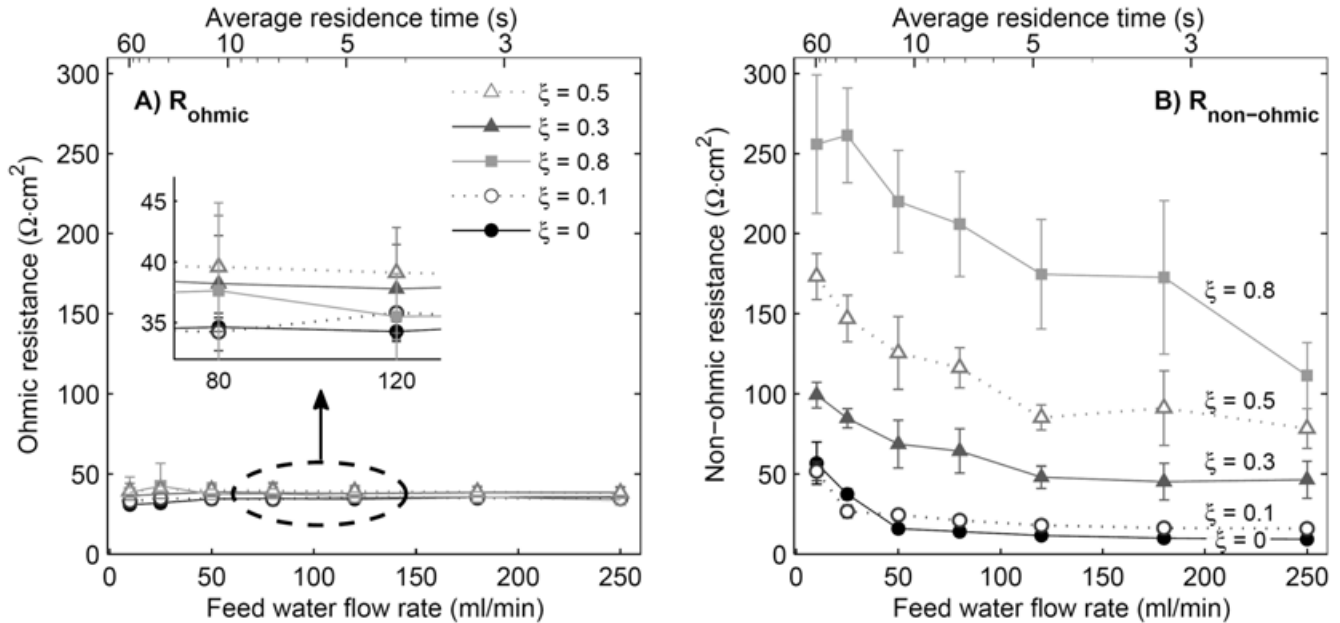 Average residence time (s)
60 10 5 3
300
250
200
150
100
50
0
Ohmic resistance (Ω·cm²)
A) R_ohmic
ξ = 0.5
ξ = 0.3
ξ = 0.8
ξ = 0.1
ξ = 0
45
40
35
80 120
0 50 100 150 200 250
Feed water flow rate (ml/min)
Average residence time (s)
60 10 5 3
300
250
200
150
100
50
0
Non−ohmic resistance (Ω·cm²)
B) R_non−ohmic
ξ = 0.8
ξ = 0.5
ξ = 0.3
ξ = 0.1
ξ = 0
0 50 100 150 200 250
Feed water flow rate (ml/min)